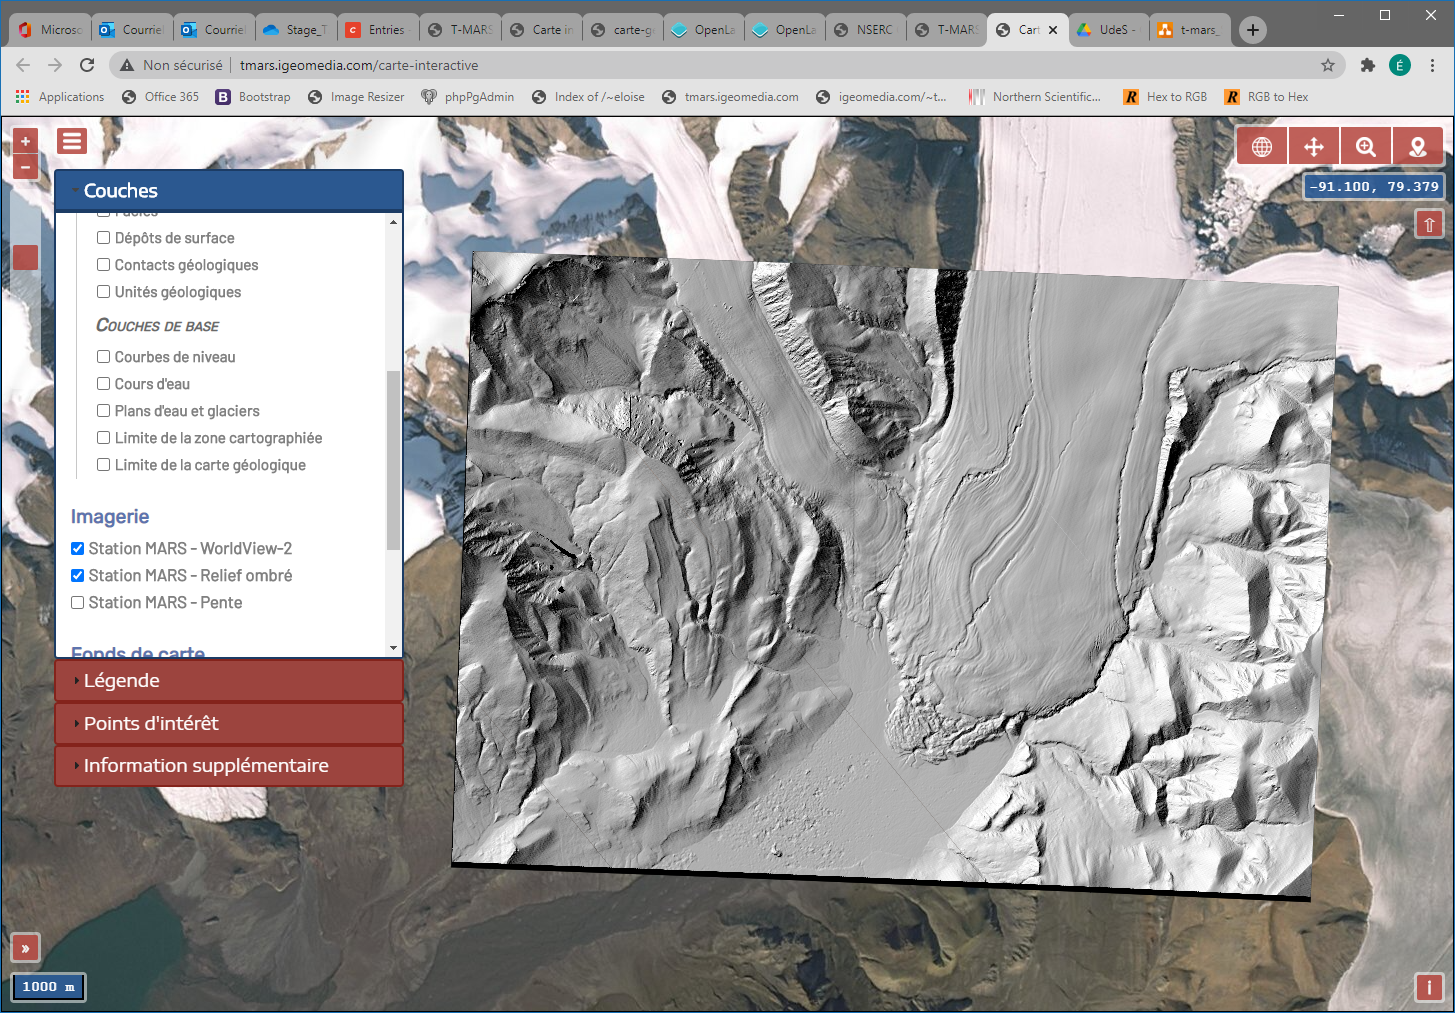 Microsc
Courrie
Courrie
Stage_T
Entries -
T-MARS
Carte in
carte-g
OpenLa
OpenLa
NSERC
T-MARS
Cart
UdeS -
t-mars_
Non sécurisé
tmars.igeomedia.com/carte-interactive
É
Applications
Office 365
Bootstrap
Image Resizer
phpPgAdmin
Index of /~eloise
tmars.igeomedia.com
igeomedia.com/~t...
Northern Scientific...
Hex to RGB
RGB to Hex
+
−
-91.100, 79.379
Couches
Faciès
Dépôts de surface
Contacts géologiques
Unités géologiques
COUCHES DE BASE
Courbes de niveau
Cours d'eau
Plans d'eau et glaciers
Limite de la zone cartographiée
Limite de la carte géologique
Imagerie
Station MARS - WorldView-2
Station MARS - Relief ombré
Station MARS - Pente
Fonds de carte
Légende
Points d'intérêt
Information supplémentaire
»
1000 m
i